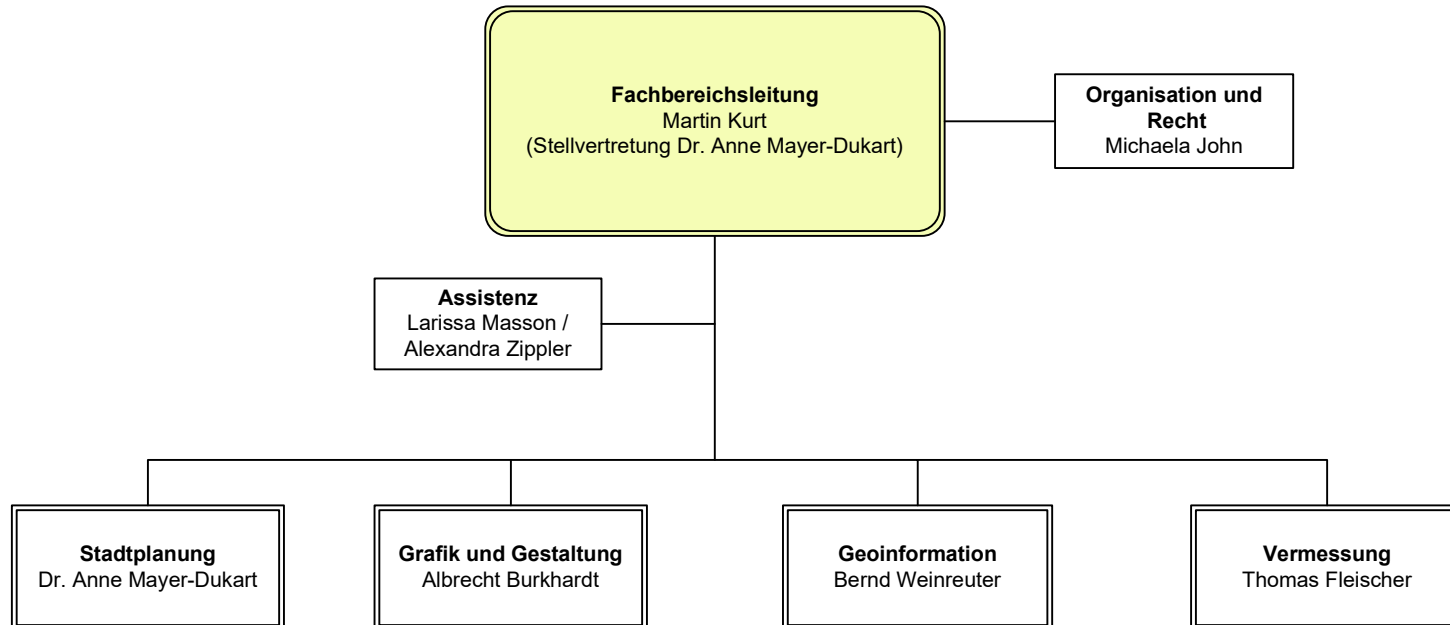 Fachbereichsleitung
Martin Kurt
(Stellvertretung Dr. Anne Mayer-Dukart)
Organisation und
Recht
Michaela John
Assistenz
Larissa Masson /
Alexandra Zippler
Stadtplanung
Dr. Anne Mayer-Dukart
Grafik und Gestaltung
Albrecht Burkhardt
Geoinformation
Bernd Weinreuter
Vermessung
Thomas Fleischer